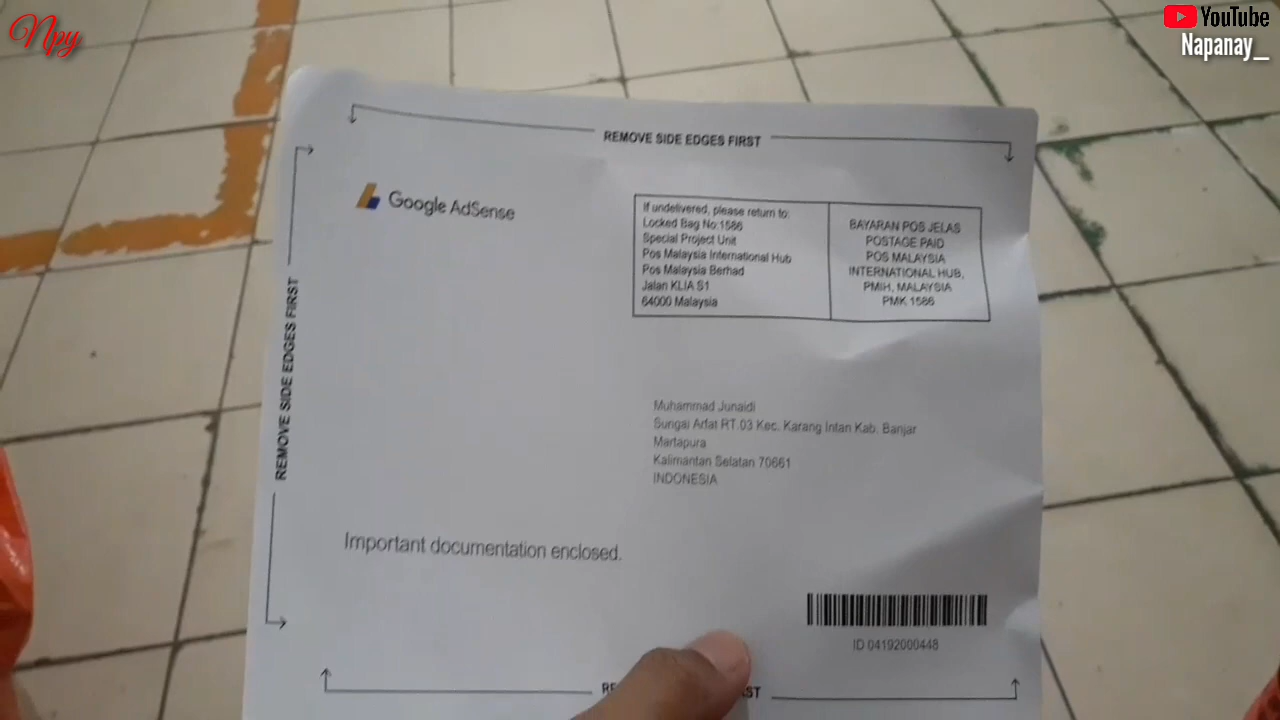 Npy
YouTube
Napanay_
REMOVE SIDE EDGES FIRST
REMOVE SIDE EDGES FIRST
Google AdSense
If undelivered, please return to:
Locked Bag No:1586
Special Project Unit
Pos Malaysia International Hub
Pos Malaysia Berhad
Jalan KLIA S1
64000 Malaysia
BAYARAN POS JELAS
POSTAGE PAID
POS MALAYSIA
INTERNATIONAL HUB,
PMIH, MALAYSIA
PMK 1586
Muhammad Junaidi
Sungai Arfat RT.03 Kec. Karang Intan Kab. Banjar
Martapura
Kalimantan Selatan 70661
INDONESIA
Important documentation enclosed.
ID 04192000448